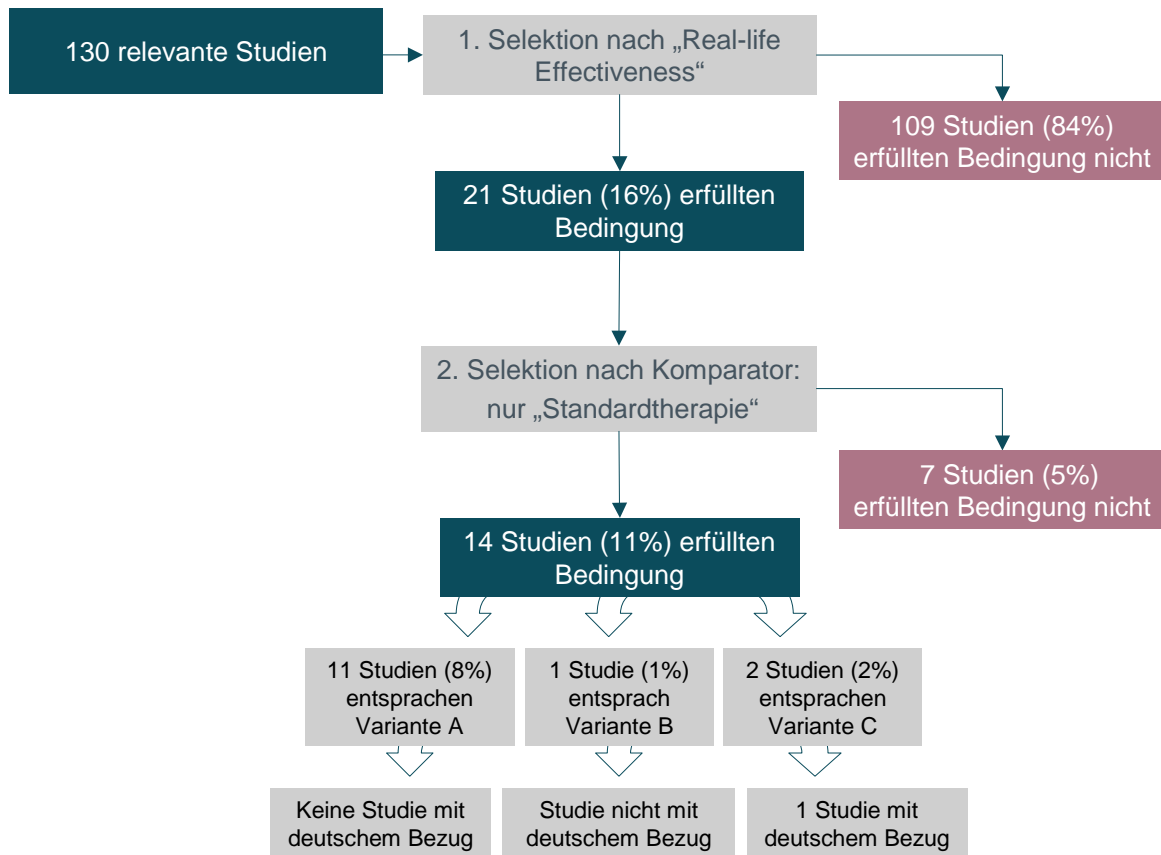 130 relevante Studien
1. Selektion nach „Real-life
Effectiveness“
109 Studien (84%)
erfüllten Bedingung nicht
21 Studien (16%) erfüllten
Bedingung
2. Selektion nach Komparator:
nur „Standardtherapie“
7 Studien (5%)
erfüllten Bedingung nicht
14 Studien (11%) erfüllten
Bedingung
11 Studien (8%)
entsprachen
Variante A
1 Studie (1%)
entsprach
Variante B
2 Studien (2%)
entsprachen
Variante C
Keine Studie mit
deutschem Bezug
Studie nicht mit
deutschem Bezug
1 Studie mit
deutschem Bezug